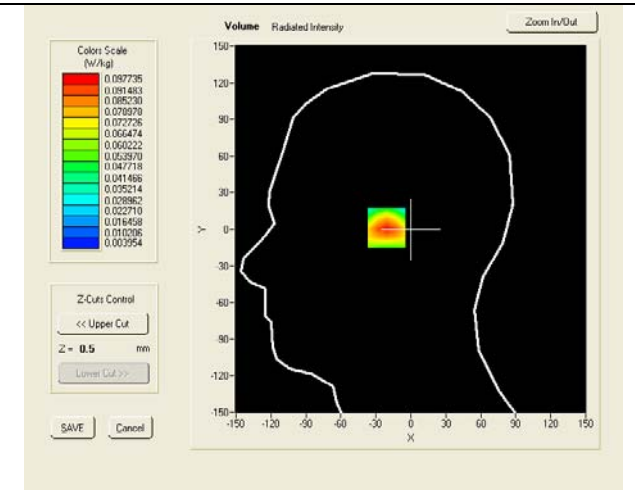 Volume Radiated Intensity
Zoom In/Out
Colors Scale
(W/kg)
0.097735
0.091483
0.085230
0.078978
0.072726
0.066474
0.060222
0.053970
0.047718
0.041466
0.035214
0.028962
0.022710
0.016458
0.010206
0.003954
Z-Cuts Control
<< Upper Cut
Z = 0.5 mm
Lower Cut >>
SAVE Cancel
150
120
90
60
30
0
-30
-60
-90
-120
-150
Y
-150 -120 -90 -60 -30 0 30 60 90 120 150
X